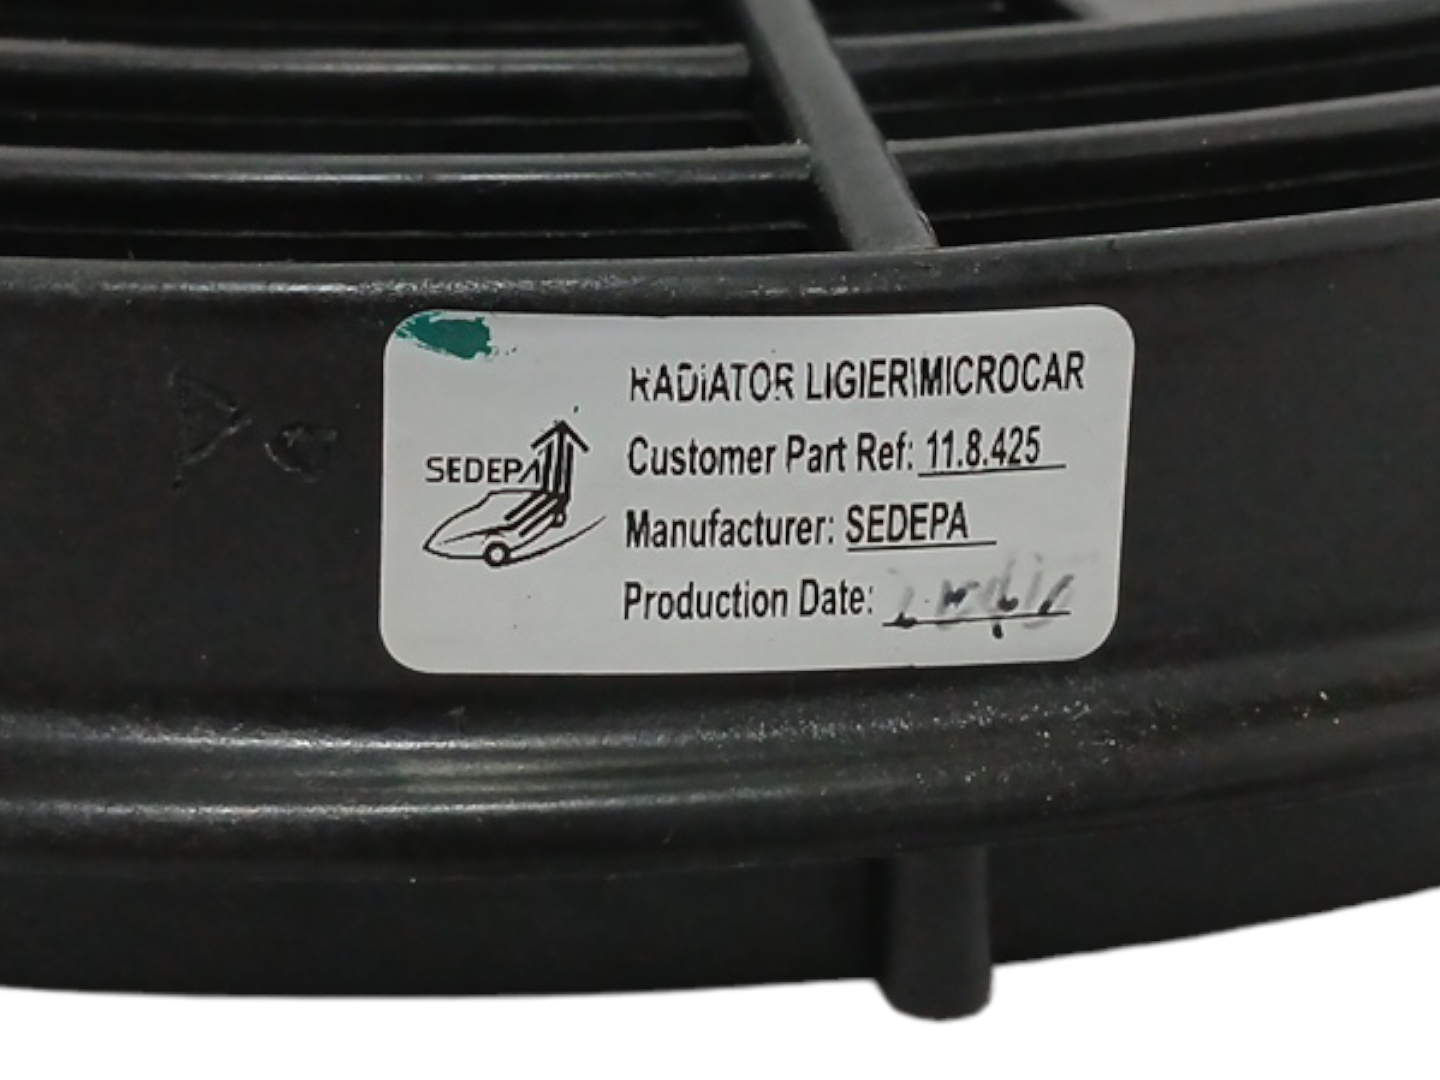 RADiATOR LIGIER\MICROCAR
SEDEPA
Customer Part Ref: 11.8.425
Manufacturer: SEDEPA
Production Date: